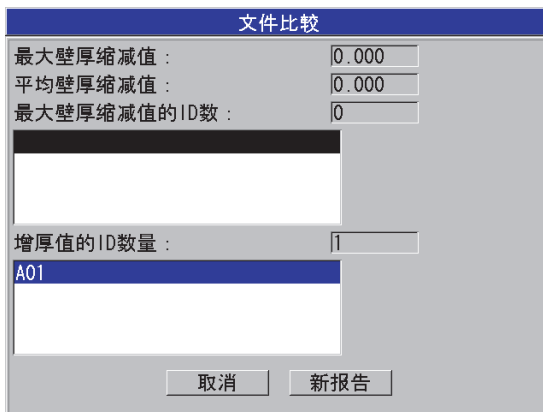 文件比较
最大壁厚缩减值： 0.000
平均壁厚缩减值： 0.000
最大壁厚缩减值的ID数： 0
增厚值的ID数量： 1
A01
取消 新报告